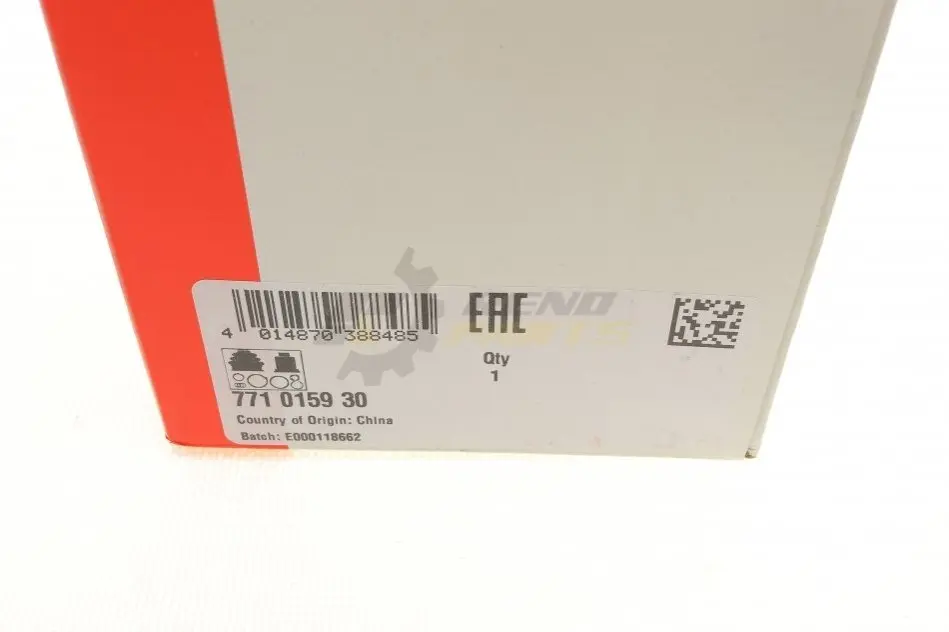 4 014870 388485
EAC
Qty
1
771 0159 30
Country of Origin: China
Batch: E000118662